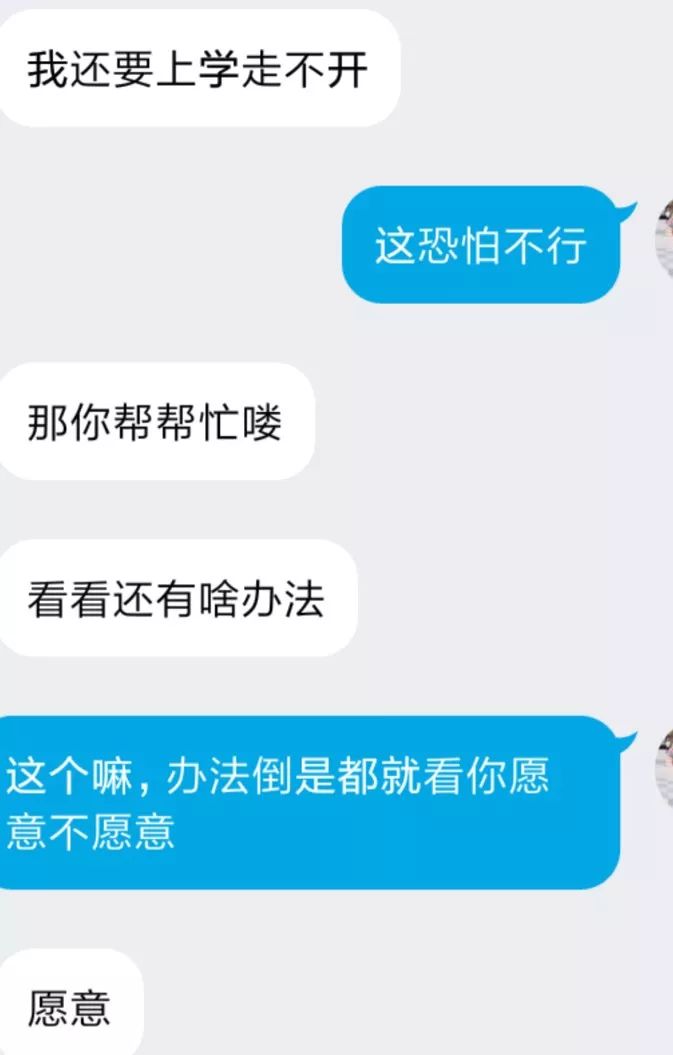 我还要上学走不开
这恐怕不行
那你帮帮忙喽
看看还有啥办法
这个嘛，办法倒是都就看你愿
意不愿意
愿意